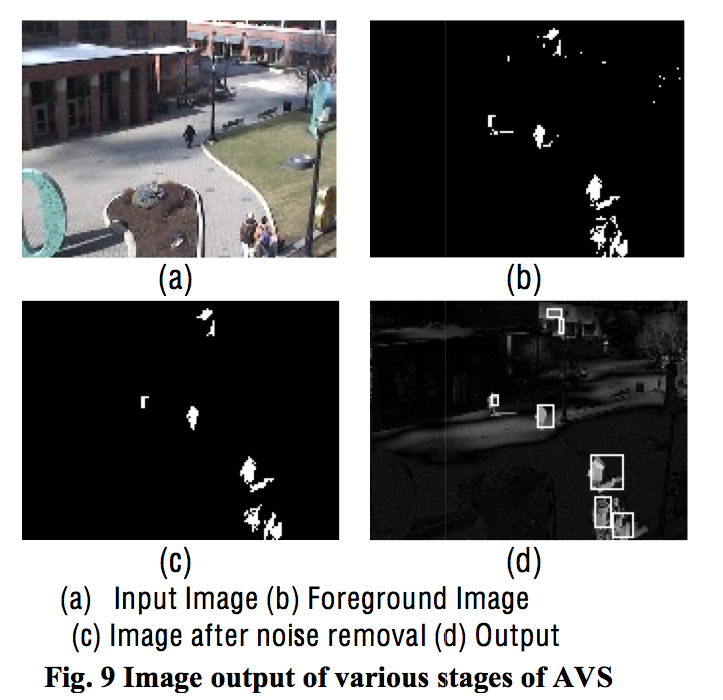 (a)
(b)
(c)
(d)
(a) Input Image (b) Foreground Image
(c) Image after noise removal (d) Output
Fig. 9 Image output of various stages of AVS